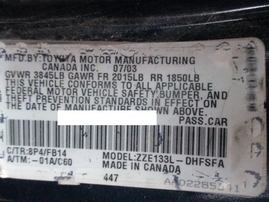 MFD.BY:TOYOTA MOTOR MANUFACTURING
CANADA INC. 07/03
GVWR 3845LB GAWR FR 2015LB RR 1850LB
THIS VEHICLE CONFORMS TO ALL APPLICABLE
FEDERAL MOTOR VEHICLE SAFETY, BUMPER, AND
THEFT PREVENTION STANDARDS IN EFFECT ON
THE DATE OF MANUFACTURE SHOWN ABOVE.
PASS.CAR
C/TR:8P4/FB14 MODEL:ZZE133L-DHFSFA
A/TM:-01A/C60 MADE IN CANADA
447